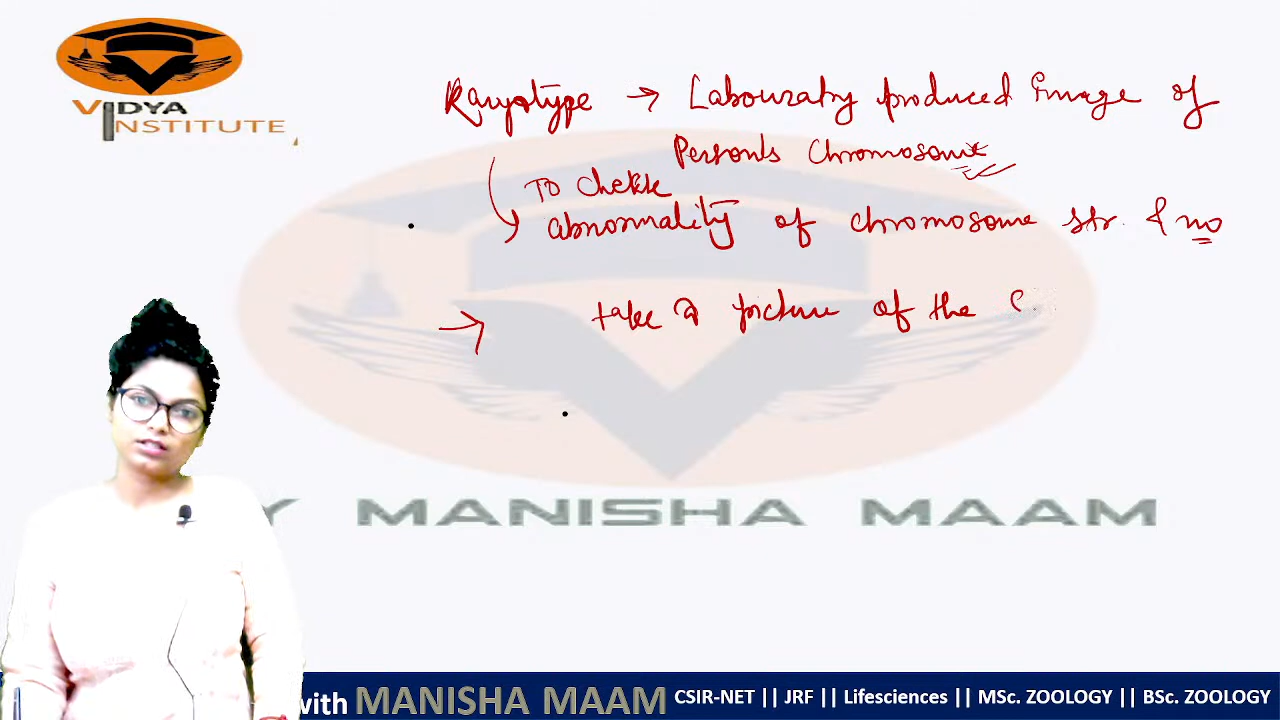 VIDYA
INSTITUTE
Karyotype → Labouratry produced Image of
Person's Chromosome
To Chekk
abnormality of chromosome str. & no
→ take a picture of the
Y MANISHA MAAM
with MANISHA MAAM CSIR-NET || JRF || Lifesciences || MSc. ZOOLOGY || BSc. ZOOLOGY